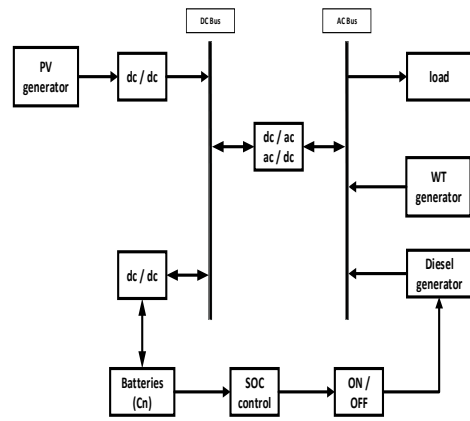 DC Bus
AC Bus
PV
generator
dc / dc
load
dc / ac
ac / dc
WT
generator
dc / dc
Diesel
generator
Batteries
(Cn)
SOC
control
ON /
OFF